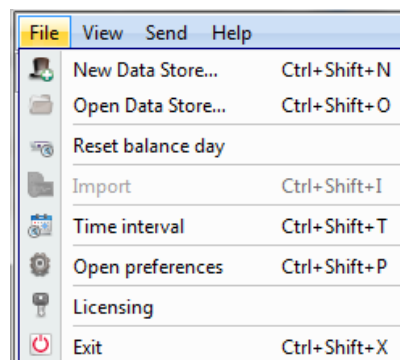 File View Send Help
New Data Store... Ctrl+Shift+N
Open Data Store... Ctrl+Shift+O
Reset balance day
Import Ctrl+Shift+I
Time interval Ctrl+Shift+T
Open preferences Ctrl+Shift+P
Licensing
Exit Ctrl+Shift+X